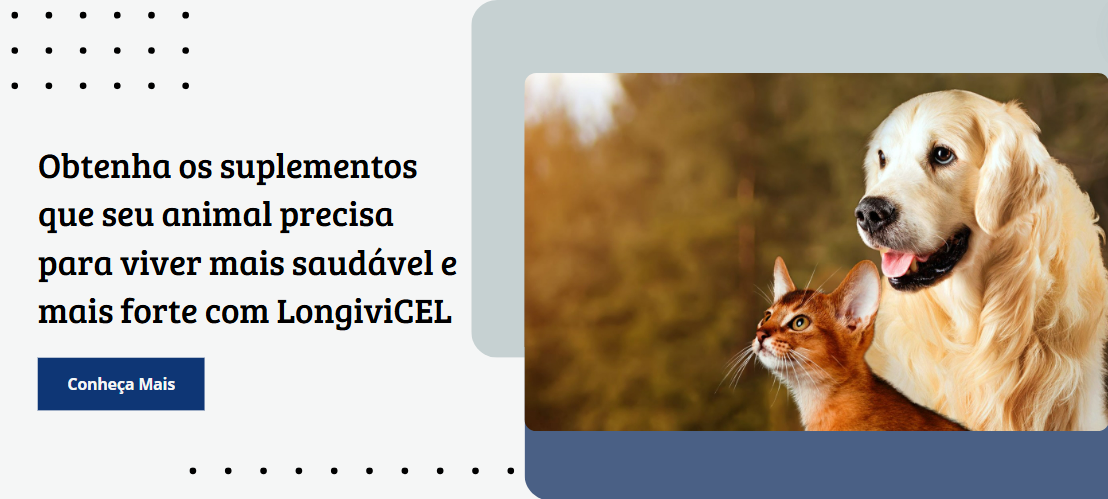 Obtenha os suplementos
que seu animal precisa
para viver mais saudável e
mais forte com LongiviCEL
Conheça Mais